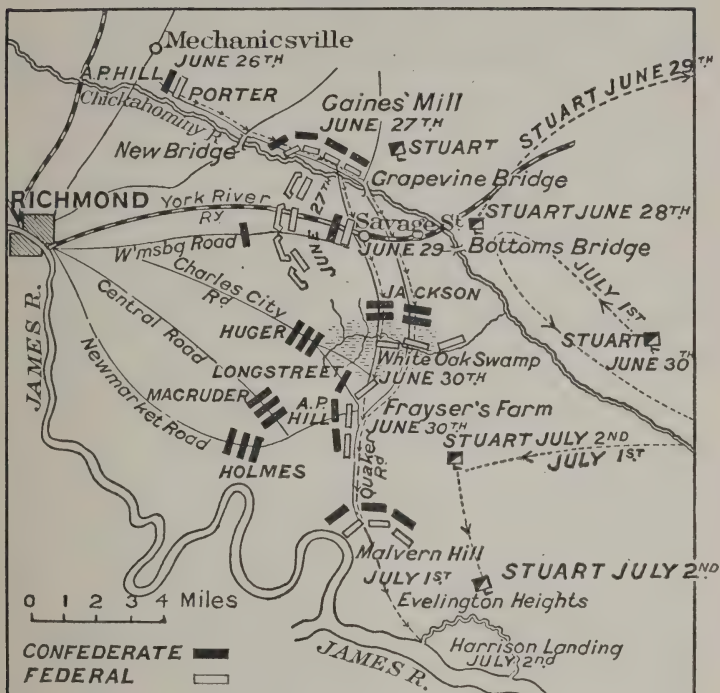 Mechanicsville
JUNE 26TH
A.P. HILL
PORTER
Chickahominy R.
Gaines' Mill
JUNE 27TH
STUART JUNE 29TH
New Bridge
STUART
Grapevine Bridge
RICHMOND
York River
RY
JUNE 27TH
Savage St.
JUNE 29
STUART JUNE 28TH
Bottoms Bridge
W'msbg Road
Charles City
Rd
JACKSON
JULY 1ST
STUART
JUNE 30TH
Central Road
HUGER
White Oak Swamp
JUNE 30TH
LONGSTREET
JAMES R.
Newmarket Road
MAGRUDER
A.P.
HILL
Frayser's Farm
JUNE 30TH
HOLMES
Quaker
Rd
STUART JULY 2ND
JULY 1ST
Malvern Hill
JULY 1ST
STUART JULY 2ND
Evelington Heights
0 1 2 3 4 Miles
Harrison Landing
JULY 2nd
JAMES R.
CONFEDERATE
FEDERAL